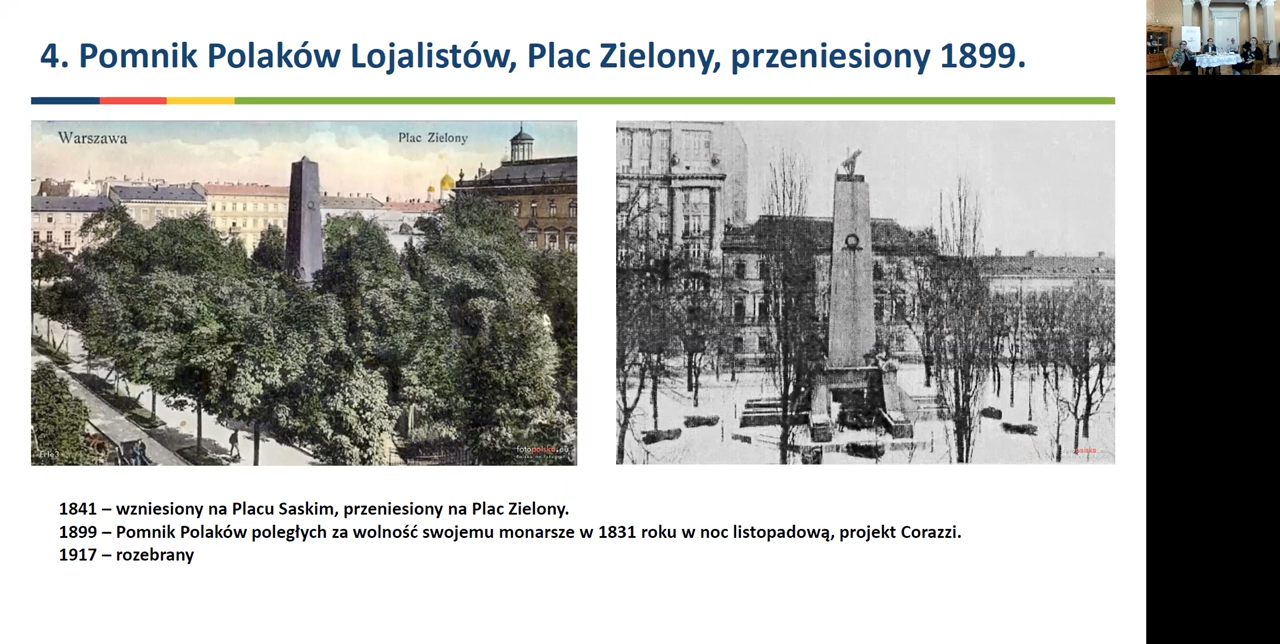 4. Pomnik Polaków Lojalistów, Plac Zielony, przeniesiony 1899.
Warszawa
Plac Zielony
fotopolska.eu
polska
1841 – wzniesiony na Placu Saskim, przeniesiony na Plac Zielony.
1899 – Pomnik Polaków poległych za wolność swojemu monarsze w 1831 roku w noc listopadową, projekt Corazzi.
1917 – rozebrany